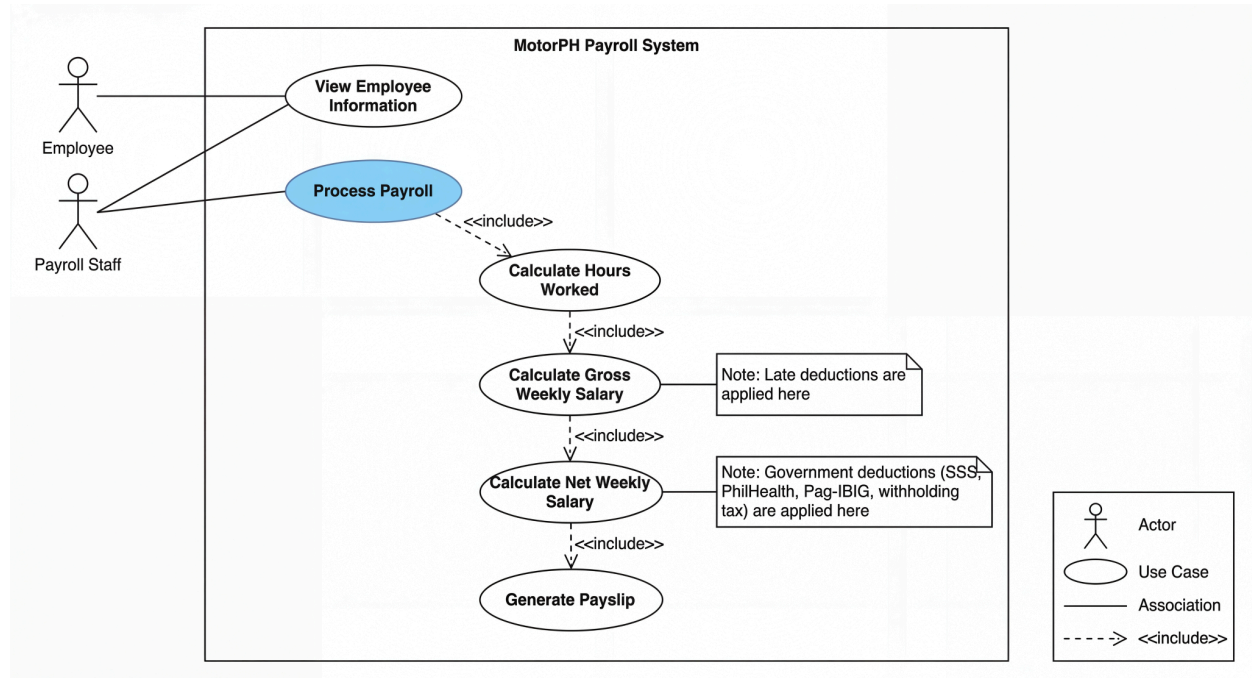 MotorPH Payroll System
View Employee
Information
Employee
Process Payroll
<<include>>
Payroll Staff
Calculate Hours
Worked
<<include>>
Calculate Gross
Weekly Salary
Note: Late deductions are
applied here
<<include>>
Calculate Net Weekly
Salary
Note: Government deductions (SSS,
PhilHealth, Pag-IBIG, withholding
tax) are applied here
<<include>>
Generate Payslip
Actor
Use Case
Association
<<include>>